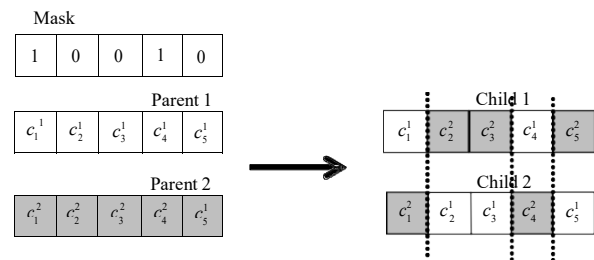 Mask
1 0 0 1 0
Parent 1
c₁¹ c₂¹ c₃¹ c₄¹ c₅¹
Parent 2
c₁² c₂² c₃² c₄² c₅¹
Child 1
c₁¹ c₂² c₃² c₄¹ c₅²
Child 2
c₁² c₂¹ c₃¹ c₄² c₅¹